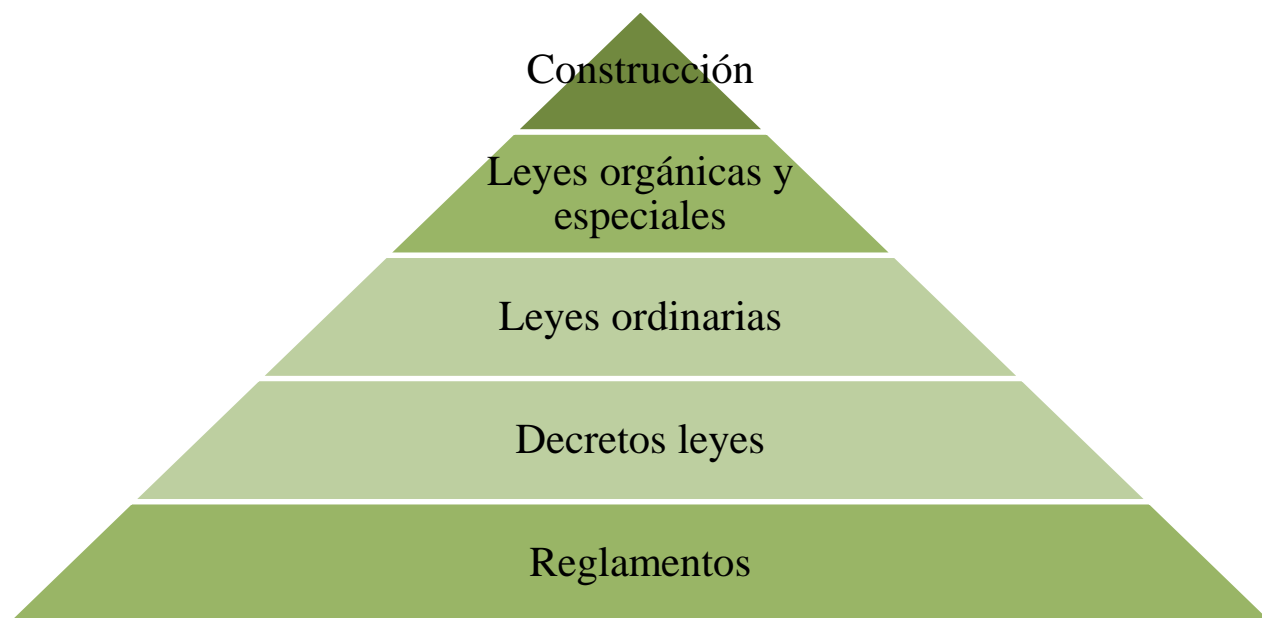 Construcción
Leyes orgánicas y
especiales
Leyes ordinarias
Decretos leyes
Reglamentos